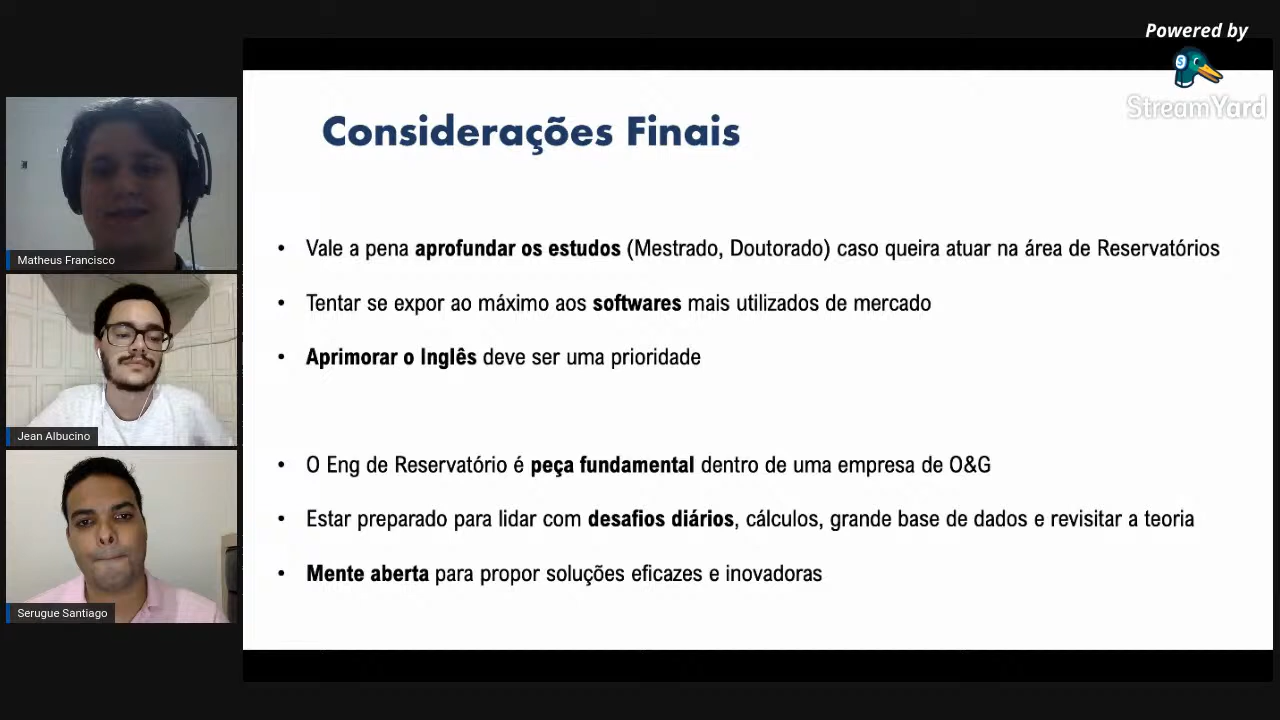 Powered by
StreamYard
Considerações Finais
Matheus Francisco
Jean Albucino
Serugue Santiago
• Vale a pena aprofundar os estudos (Mestrado, Doutorado) caso queira atuar na área de Reservatórios
• Tentar se expor ao máximo aos softwares mais utilizados de mercado
• Aprimorar o Inglês deve ser uma prioridade
• O Eng de Reservatório é peça fundamental dentro de uma empresa de O&G
• Estar preparado para lidar com desafios diários, cálculos, grande base de dados e revisitar a teoria
• Mente aberta para propor soluções eficazes e inovadoras